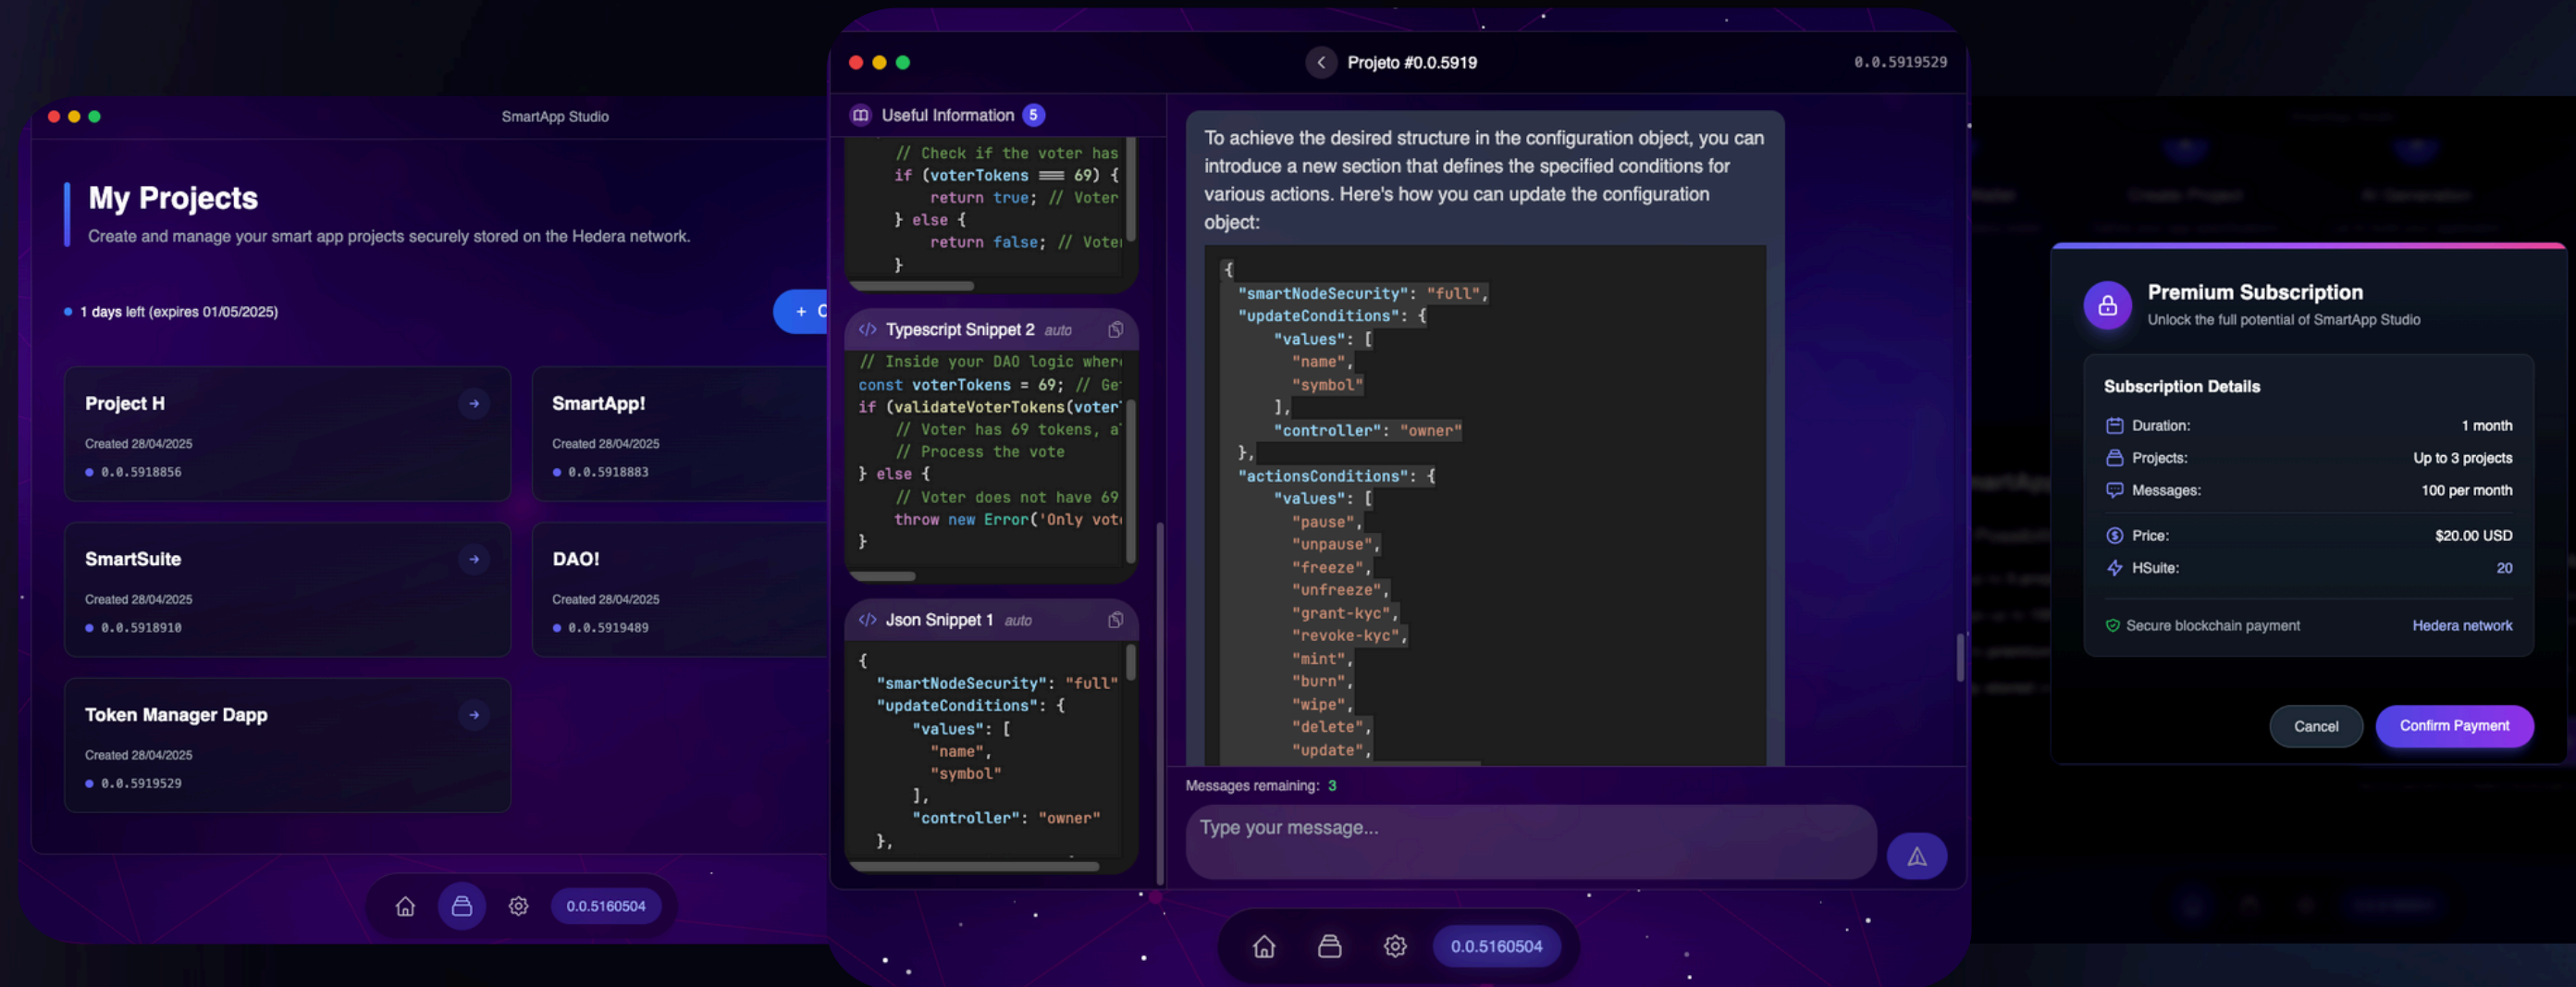 SmartApp Studio
My Projects
Create and manage your smart app projects securely stored on the Hedera network.
1 days left (expires 01/05/2025)
+
Project H
Created 28/04/2025
0.0.5918856
SmartApp!
Created 28/04/2025
0.0.5918883
SmartSuite
Created 28/04/2025
0.0.5918910
DAO!
Created 28/04/2025
0.0.5919489
Token Manager Dapp
Created 28/04/2025
0.0.5919529
0.0.5160504
Projeto #0.0.5919
0.0.5919529
Useful Information 5
// Check if the voter has
if (voterTokens === 69) {
return true; // Voter
} else {
return false; // Voter
}
</> Typescript Snippet 2 auto
// Inside your DAO logic where
const voterTokens = 69; // Get
if (validateVoterTokens(voterT
// Voter has 69 tokens, al
// Process the vote
} else {
// Voter does not have 69
throw new Error('Only vote
}
</> Json Snippet 1 auto
{
"smartNodeSecurity": "full"
"updateConditions": {
"values": [
"name",
"symbol"
],
"controller": "owner"
},
To achieve the desired structure in the configuration object, you can
introduce a new section that defines the specified conditions for
various actions. Here's how you can update the configuration
object:
{
"smartNodeSecurity": "full",
"updateConditions": {
"values": [
"name",
"symbol"
],
"controller": "owner"
},
"actionsConditions": {
"values": [
"pause",
"unpause",
"freeze",
"unfreeze",
"grant-kyc",
"revoke-kyc",
"mint",
"burn",
"wipe",
"delete",
"update",
Messages remaining: 3
Type your message...
0.0.5160504
Premium Subscription
Unlock the full potential of SmartApp Studio
Subscription Details
Duration: 1 month
Projects: Up to 3 projects
Messages: 100 per month
Price: $20.00 USD
HSuite: 20
Secure blockchain payment Hedera network
Cancel
Confirm Payment